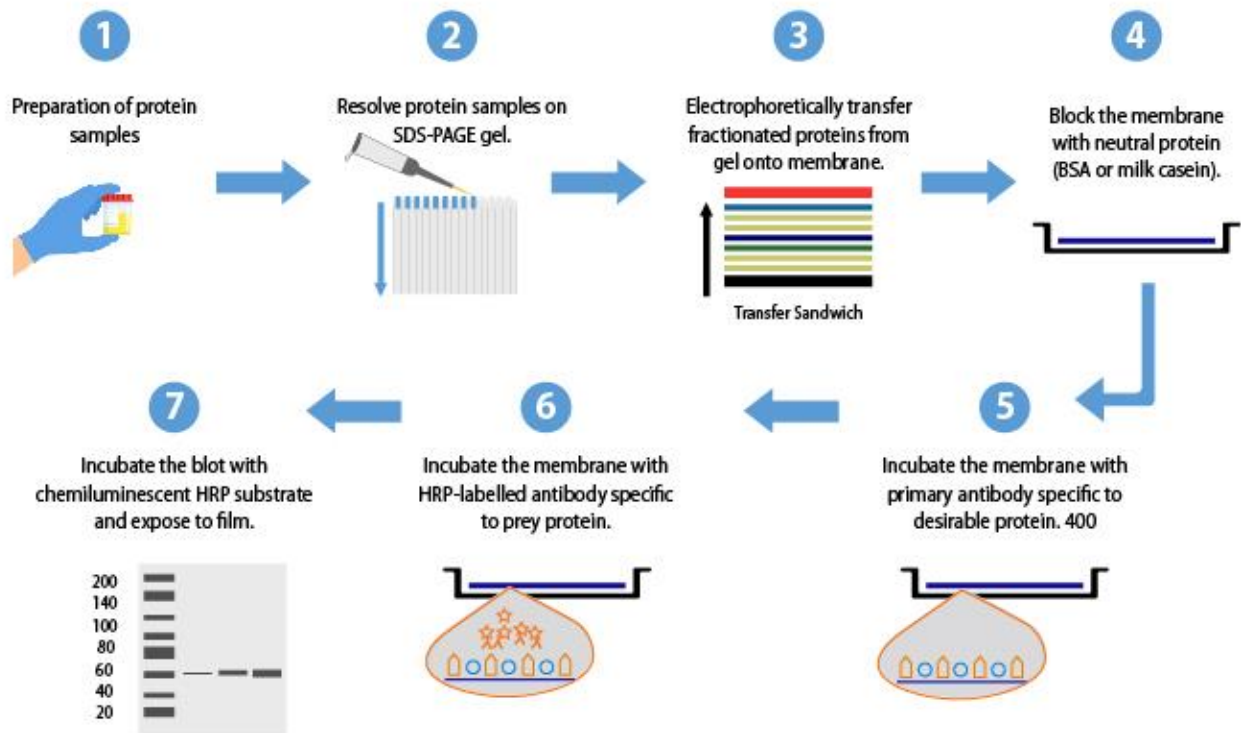 1
Preparation of protein
samples
2
Resolve protein samples on
SDS-PAGE gel.
3
Electrophoretically transfer
fractionated proteins from
gel onto membrane.
Transfer Sandwich
4
Block the membrane
with neutral protein
(BSA or milk casein).
5
Incubate the membrane with
primary antibody specific to
desirable protein. 400
6
Incubate the membrane with
HRP-labelled antibody specific
to prey protein.
7
Incubate the blot with
chemiluminescent HRP substrate
and expose to film.
200
140
100
80
60
40
20